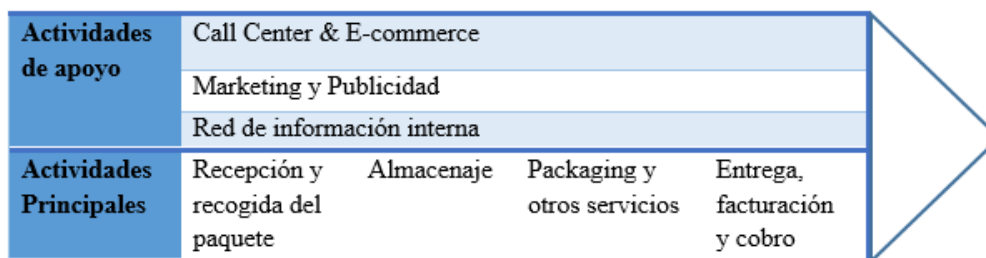 Actividades de apoyo
Call Center & E-commerce
Marketing y Publicidad
Red de información interna
Actividades Principales
Recepción y recogida del paquete
Almacenaje
Packaging y otros servicios
Entrega, facturación y cobro